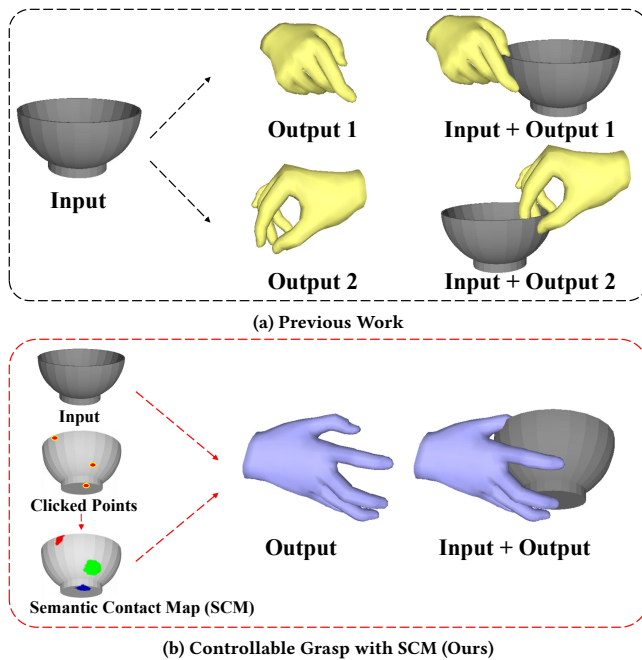 Input
Output 1
Input + Output 1
Output 2
Input + Output 2
(a) Previous Work
Input
Clicked Points
Semantic Contact Map (SCM)
Output
Input + Output
(b) Controllable Grasp with SCM (Ours)